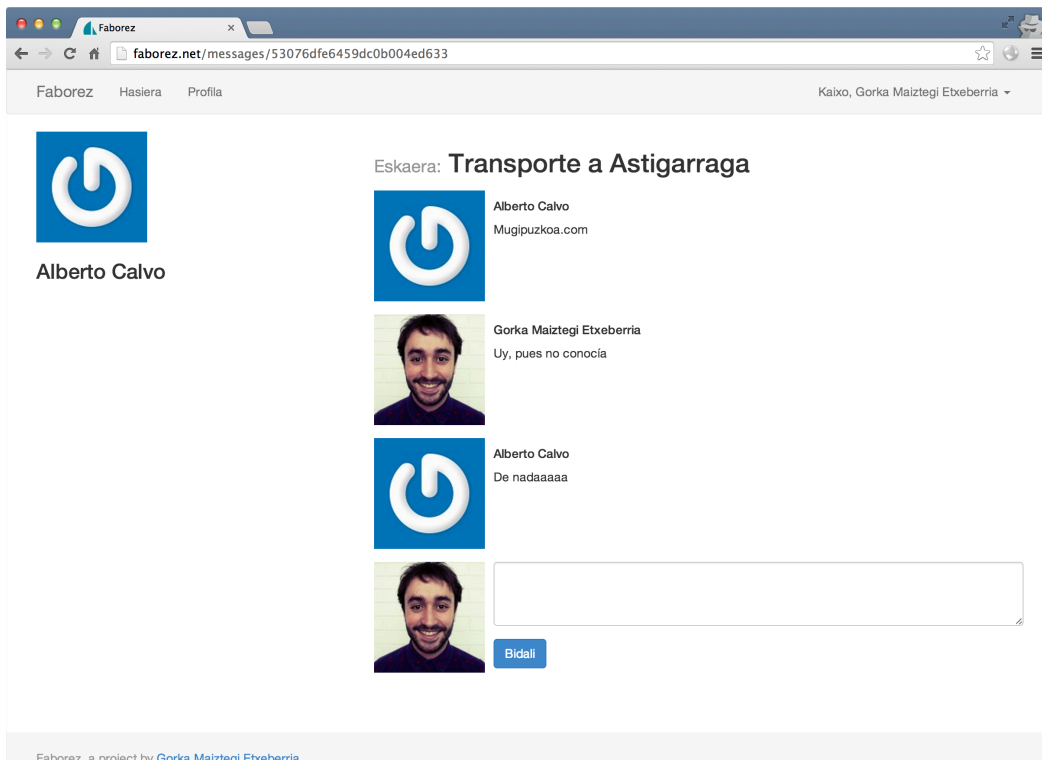 Faborez
faborez.net/messages/53076dfe6459dc0b004ed633
Faborez Hasiera Profila Kaixo, Gorka Maiztegi Etxeberria
Alberto Calvo
Eskaera: Transporte a Astigarraga
Alberto Calvo
Mugipuzkoa.com
Gorka Maiztegi Etxeberria
Uy, pues no conocía
Alberto Calvo
De nadaaaaa
Bidali
Faborez, a project by Gorka Maiztegi Etxeberria